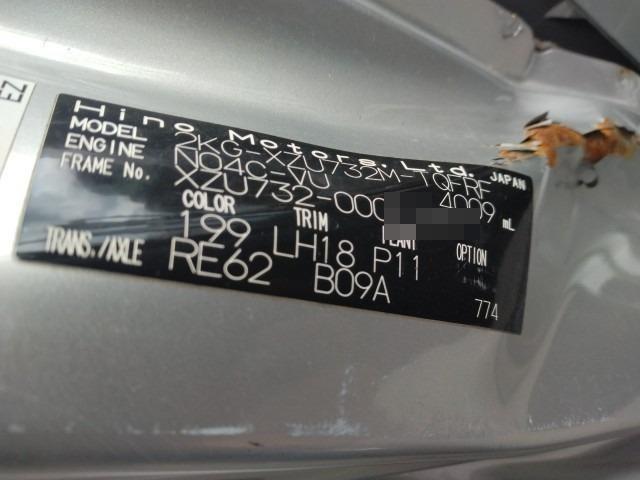 Hino Motors, Ltd. JAPAN
MODEL 2KG-XZU732M-TQFRF
ENGINE N04C-VU 4009 mL
FRAME No. XZU732-000
COLOR TRIM PLANT OPTION
199 LH18 P11
TRANS./AXLE RE62 B09A
774